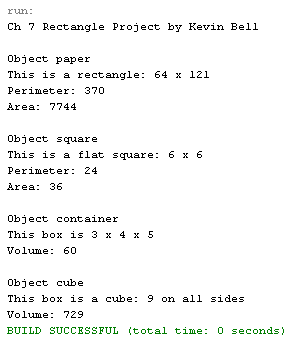 run:
Ch 7 Rectangle Project by Kevin Bell
Object paper
This is a rectangle: 64 x 121
Perimeter: 370
Area: 7744
Object square
This is a flat square: 6 x 6
Perimeter: 24
Area: 36
Object container
This box is 3 x 4 x 5
Volume: 60
Object cube
This box is a cube: 9 on all sides
Volume: 729
BUILD SUCCESSFUL (total time: 0 seconds)